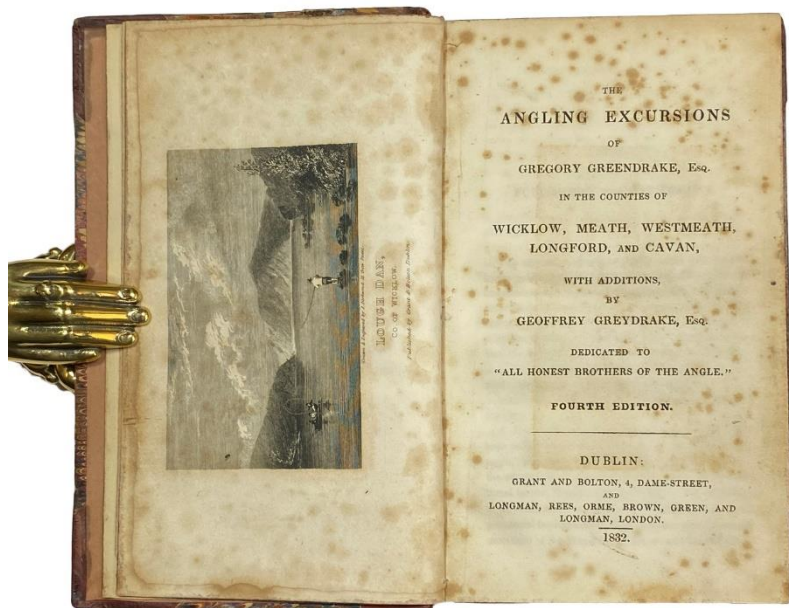 LOUGH DAN,
CO OF WICKLOW.
THE
ANGLING EXCURSIONS
OF
GREGORY GREENDRAKE, ESQ.
IN THE COUNTIES OF
WICKLOW, MEATH, WESTMEATH,
LONGFORD, AND CAVAN,
WITH ADDITIONS,
BY
GEOFFREY GREYDRAKE, ESQ.
DEDICATED TO
"ALL HONEST BROTHERS OF THE ANGLE."
FOURTH EDITION.
DUBLIN:
GRANT AND BOLTON, 4, DAME-STREET,
AND
LONGMAN, REES, ORME, BROWN, GREEN, AND
LONGMAN, LONDON.
1832.